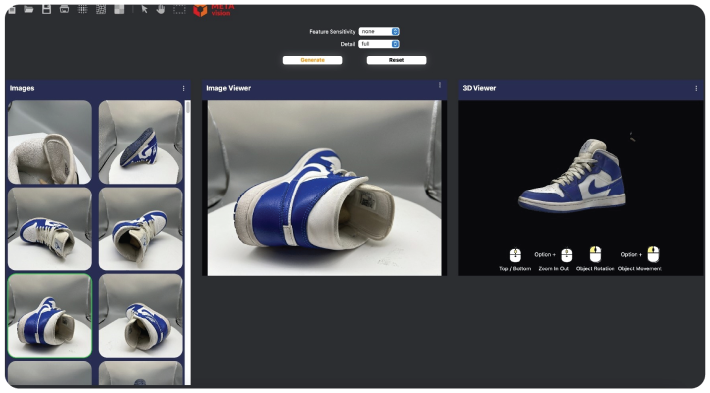 META
vision
Feature Sensitivity none
Detail Full
Generate Reset
Images
Image Viewer
3D Viewer
Option + Option +
Top / Bottom Zoom In Out Object Rotation Object Movement